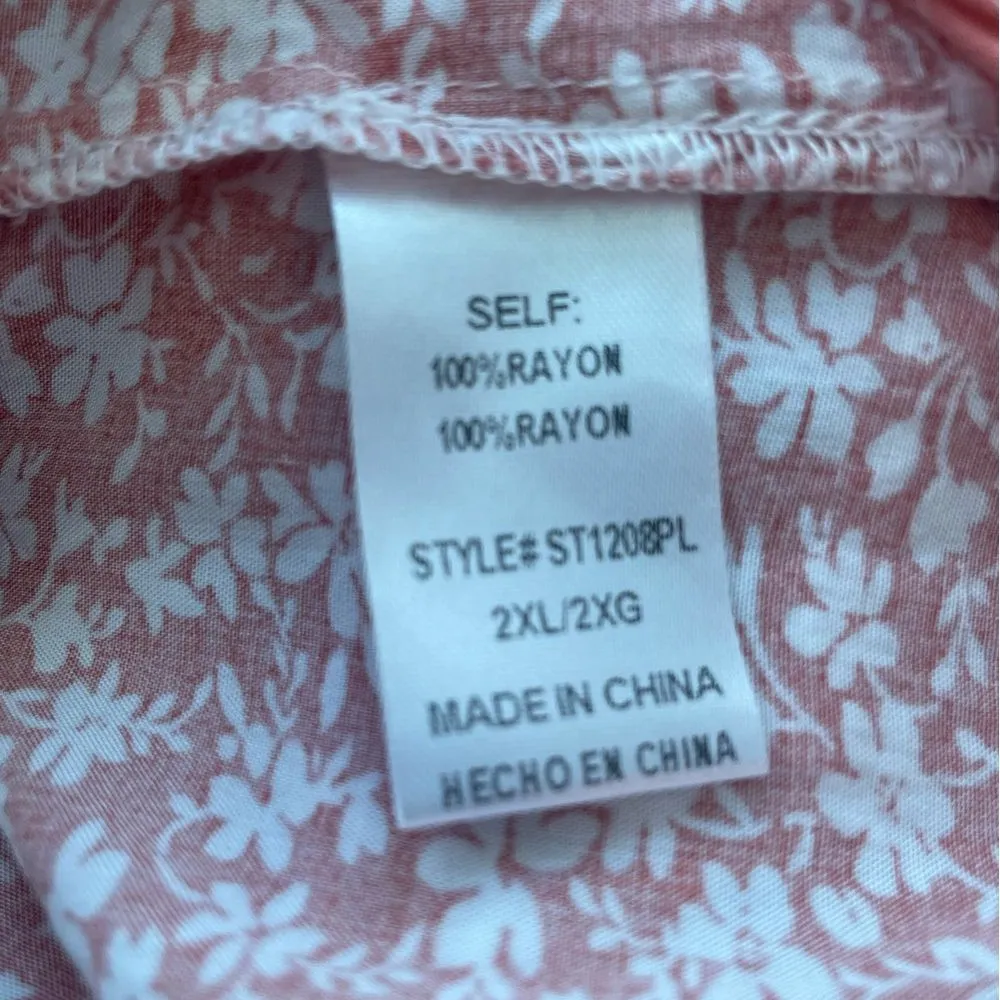 SELF:
100%RAYON
100%RAYON
STYLE# ST1208PL
2XL/2XG
MADE IN CHINA
HECHO EN CHINA